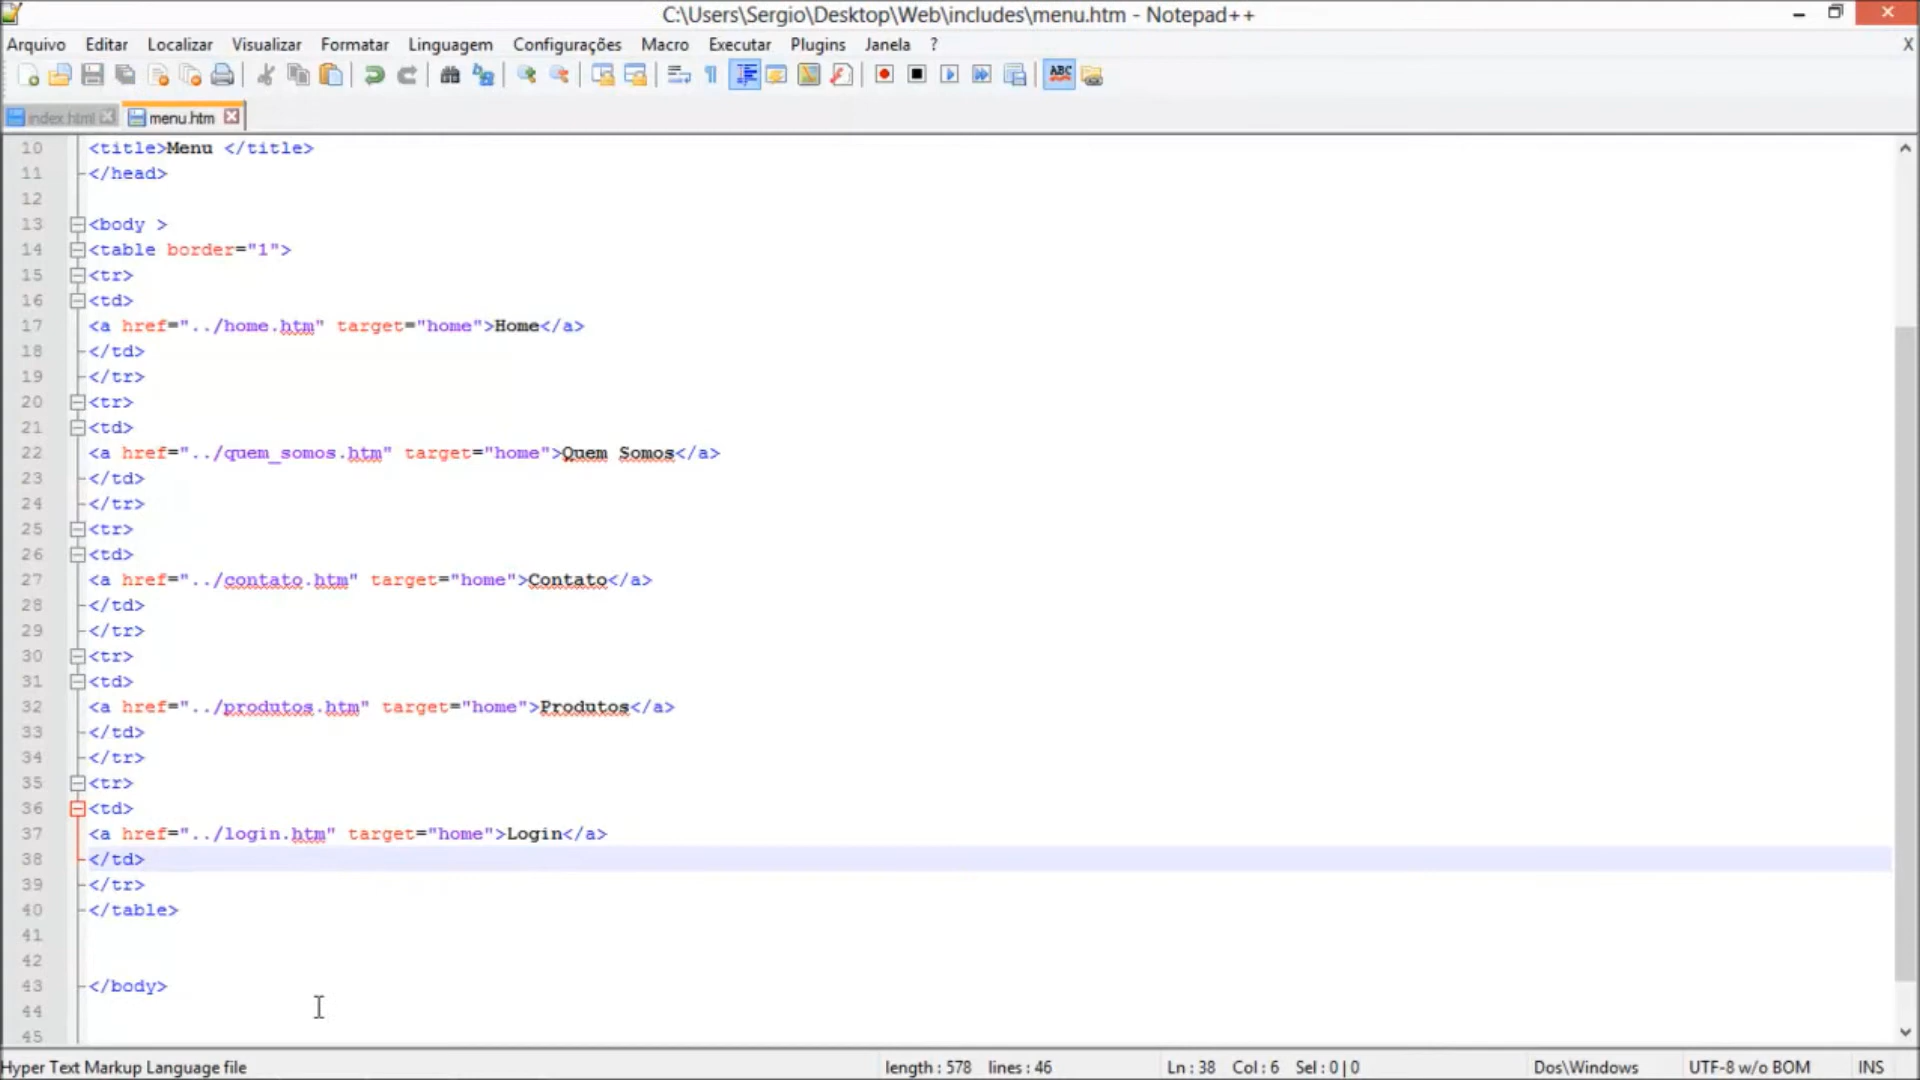 C:\Users\Sergio\Desktop\Web\includes\menu.htm - Notepad++
Arquivo Editar Localizar Visualizar Formatar Linguagem Configurações Macro Executar Plugins Janela ? X
ABC
index.html menu.htm
10 <title>Menu </title>
11 </head>
12
13 <body >
14 <table border="1">
15 <tr>
16 <td>
17 <a href="../home.htm" target="home">Home</a>
18 </td>
19 </tr>
20 <tr>
21 <td>
22 <a href="../quem_somos.htm" target="home">Quem Somos</a>
23 </td>
24 </tr>
25 <tr>
26 <td>
27 <a href="../contato.htm" target="home">Contato</a>
28 </td>
29 </tr>
30 <tr>
31 <td>
32 <a href="../produtos.htm" target="home">Produtos</a>
33 </td>
34 </tr>
35 <tr>
36 <td>
37 <a href="../login.htm" target="home">Login</a>
38 </td>
39 </tr>
40 </table>
41
42
43 </body>
44
45
Hyper Text Markup Language file length : 578 lines : 46 Ln : 38 Col : 6 Sel : 0 | 0 Dos\Windows UTF-8 w/o BOM INS